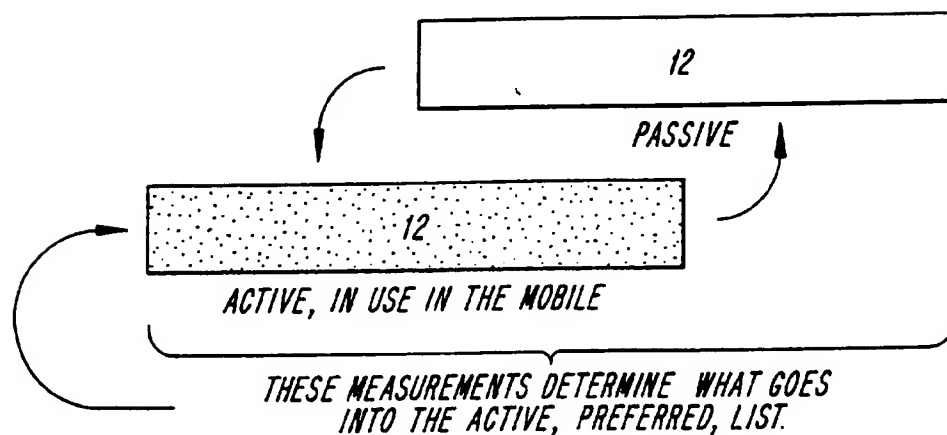 12
PASSIVE
12
ACTIVE, IN USE IN THE MOBILE
THESE MEASUREMENTS DETERMINE WHAT GOES
INTO THE ACTIVE, PREFERRED, LIST.